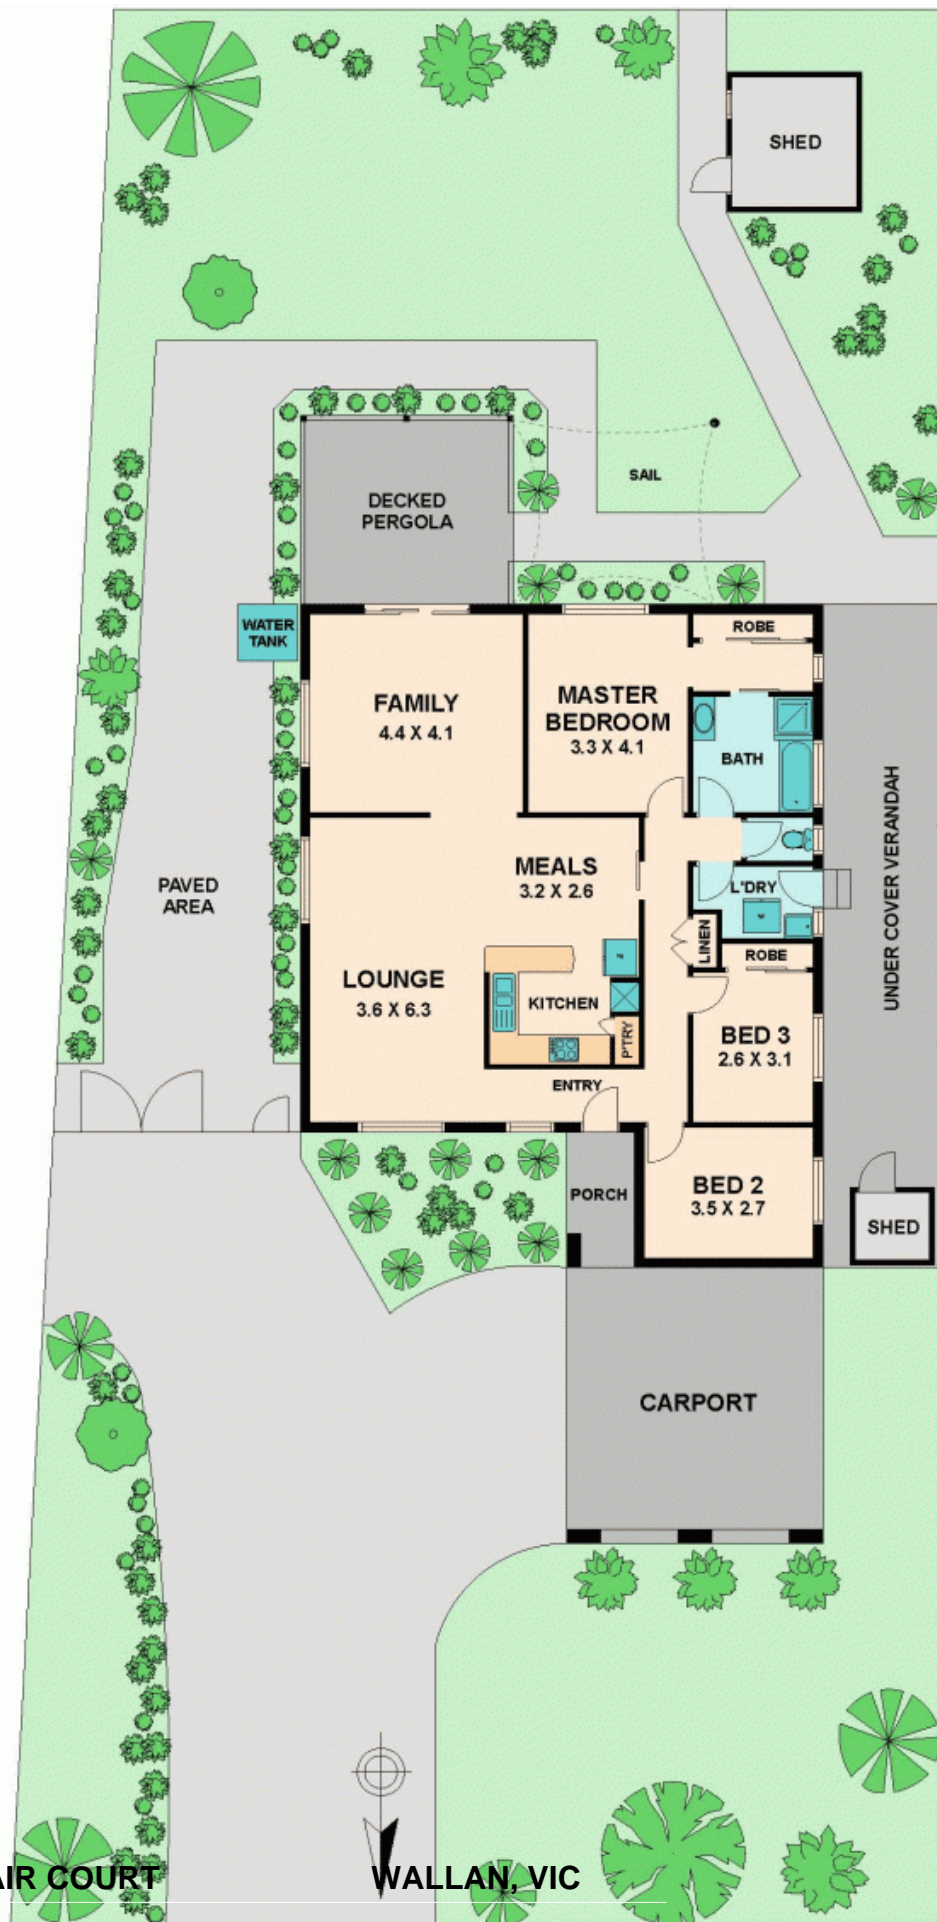 SHED
SAIL
DECKED
PERGOLA
WATER
TANK
ROBE
FAMILY
4.4 X 4.1
MASTER
BEDROOM
3.3 X 4.1
BATH
UNDER COVER VERANDAH
PAVED
AREA
MEALS
3.2 X 2.6
L'DRY
LINEN
ROBE
LOUNGE
3.6 X 6.3
KITCHEN
P'TRY
BED 3
2.6 X 3.1
ENTRY
PORCH
BED 2
3.5 X 2.7
SHED
CARPORT
AIR COURT
WALLAN, VIC